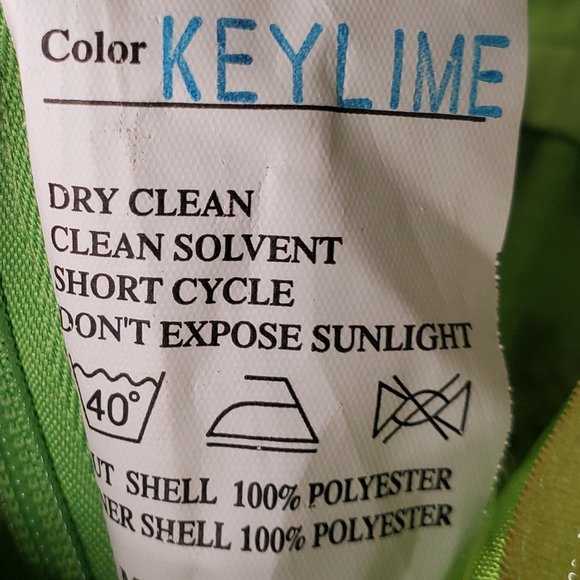 Color KEYLIME
DRY CLEAN
CLEAN SOLVENT
SHORT CYCLE
DON'T EXPOSE SUNLIGHT
40°
SHELL 100% POLYESTER
SHELL 100% POLYESTER